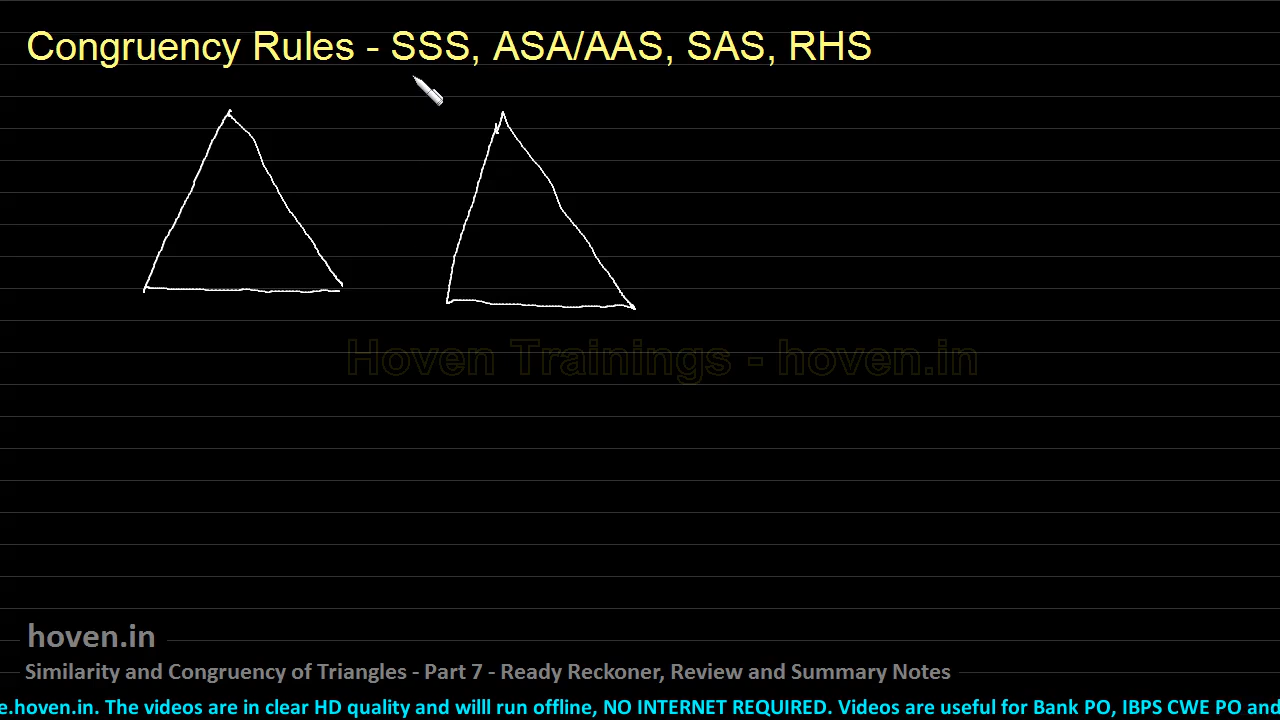 Congruency Rules - SSS, ASA/AAS, SAS, RHS
Hoven Trainings - hoven.in
hoven.in
Similarity and Congruency of Triangles - Part 7 - Ready Reckoner, Review and Summary Notes
e.hoven.in. The videos are in clear HD quality and willl run offline, NO INTERNET REQUIRED. Videos are useful for Bank PO, IBPS CWE PO and